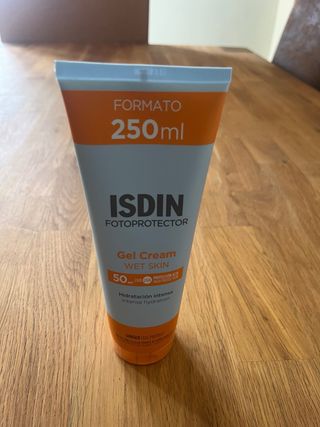 FORMATO
250ml
ISDIN
FOTOPROTECTOR
Gel Cream
WET SKIN
50
Hidratación intensa
Intense hydration